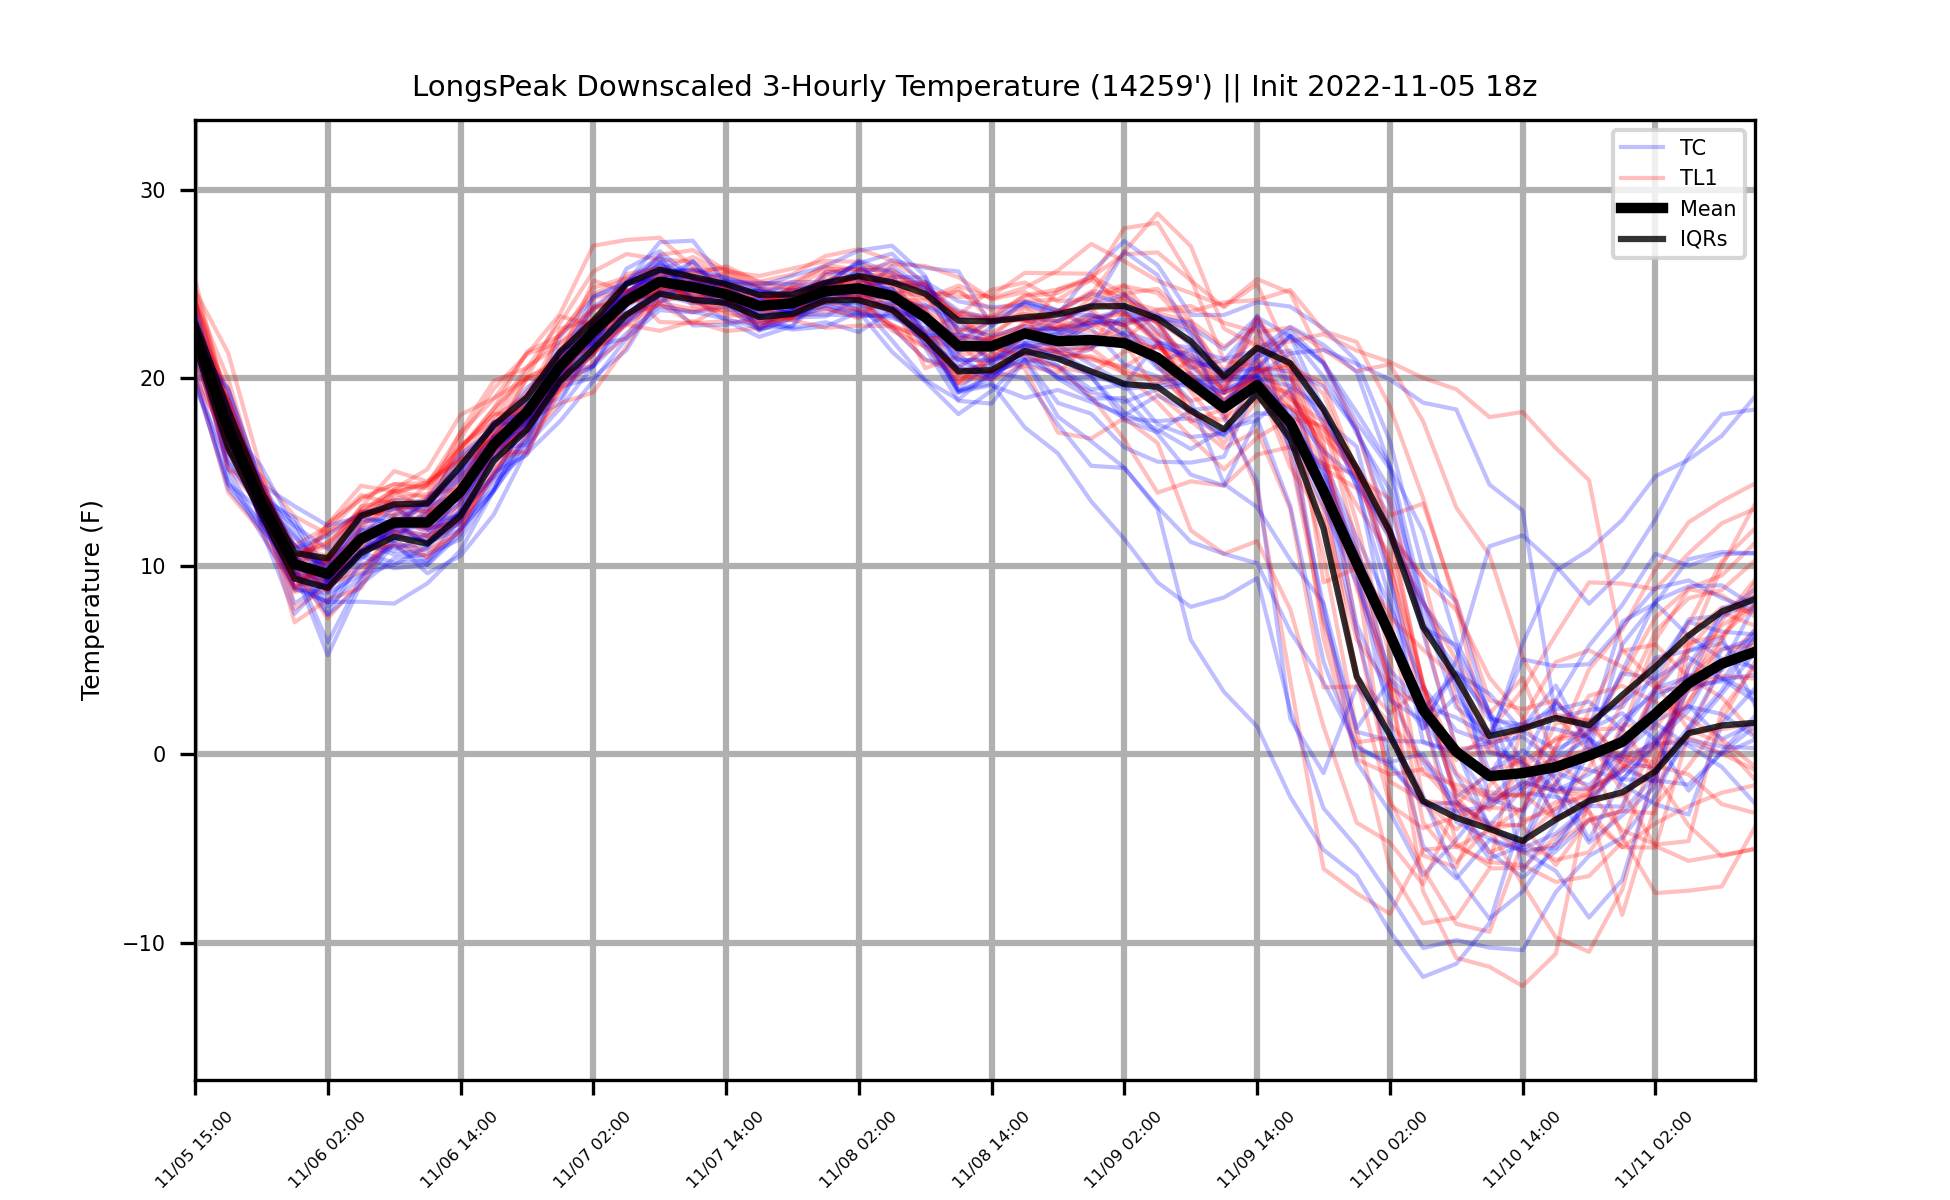 LongsPeak Downscaled 3-Hourly Temperature (14259') || Init 2022-11-05 18z
TC
TL1
Mean
IQRs
Temperature (F)
30
20
10
0
−10
11/05 15:00
11/06 02:00
11/06 14:00
11/07 02:00
11/07 14:00
11/08 02:00
11/08 14:00
11/09 02:00
11/09 14:00
11/10 02:00
11/10 14:00
11/11 02:00